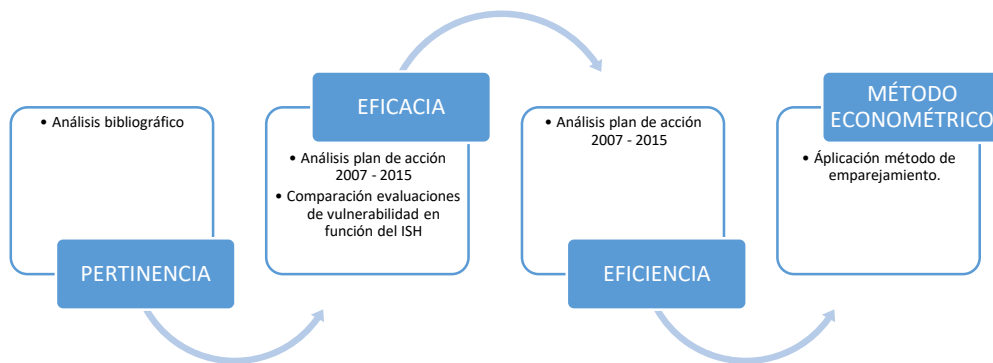 • Análisis bibliográfico
PERTINENCIA
EFICACIA
• Análisis plan de acción
2007 - 2015
• Comparación evaluaciones
de vulnerabilidad en
función del ISH
• Análisis plan de acción
2007 - 2015
EFICIENCIA
MÉTODO
ECONOMÉTRICO
• Áplicación método de
emparejamiento.